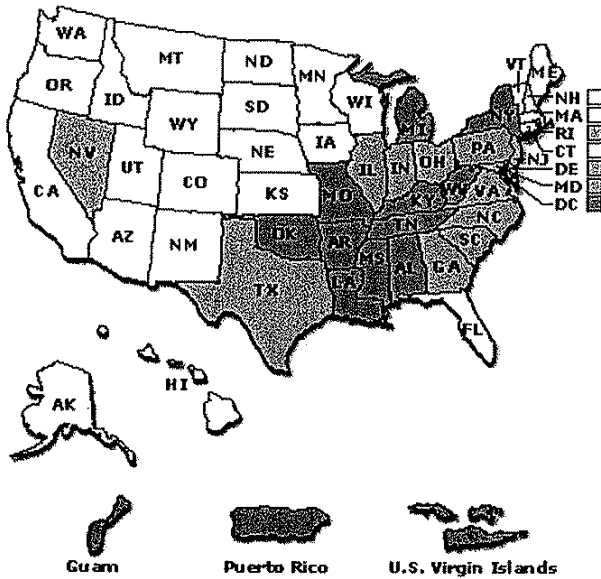 WA
MT
ND
MN
VT
ME
OR
ID
SD
WI
MI
NY
NH
MA
WY
IA
RI
NV
NE
IL
IN
OH
PA
NJ
CT
UT
DE
CA
CO
KS
MO
KY
WV
VA
MD
DC
AZ
NM
OK
AR
TN
NC
TX
LA
MS
AL
GA
SC
FL
HI
AK
Guam
Puerto Rico
U.S. Virgin Islands